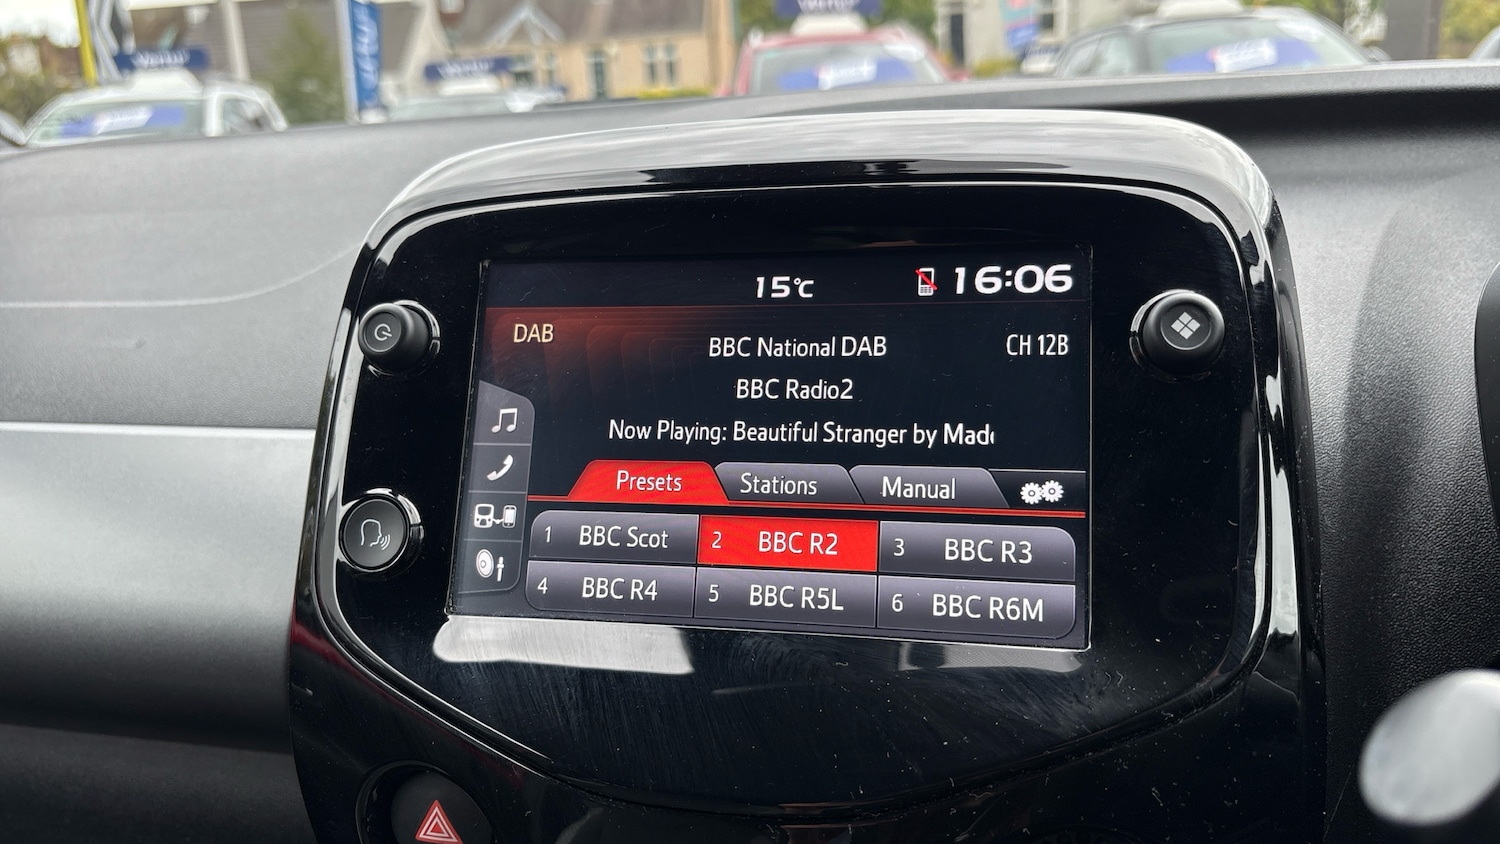 15°C 16:06
DAB
BBC National DAB
CH 12B
BBC Radio2
Now Playing: Beautiful Stranger by Mad
Presets Stations Manual
1 BBC Scot 2 BBC R2 3 BBC R3
4 BBC R4 5 BBC R5L 6 BBC R6M